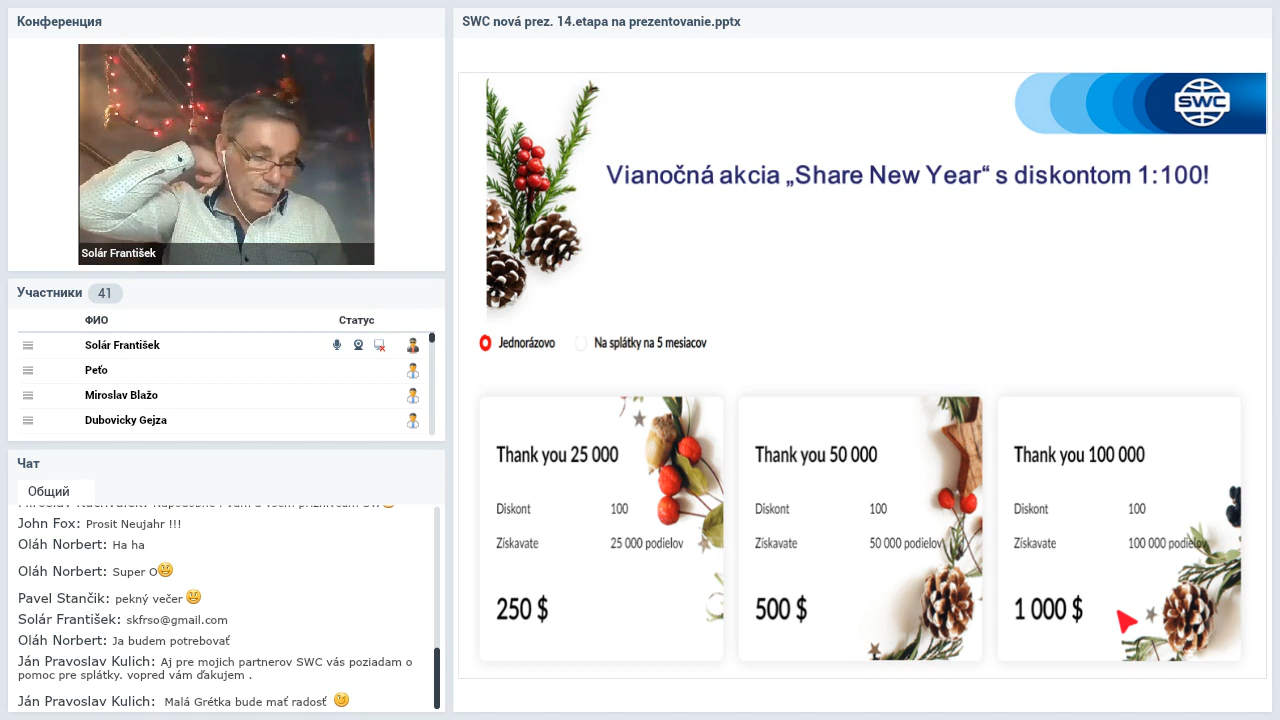 Конференция
Solár František
Участники 41
ФИО Статус
Solár František
Peťo
Miroslav Blažo
Dubovicky Gejza
Чат
Общий
John Fox: Prosit Neujahr !!!
Oláh Norbert: Ha ha
Oláh Norbert: Super O
Pavel Stančik: pekný večer
Solár František: skfrso@gmail.com
Oláh Norbert: Ja budem potrebovať
Ján Pravoslav Kulich: Aj pre mojich partnerov SWC vás poziadam o
pomoc pre splátky. vopred vám ďakujem .
Ján Pravoslav Kulich: Malá Grétka bude mať radosť
SWC nová prez. 14.etapa na prezentovanie.pptx
SWC
Vianočná akcia „Share New Year“ s diskontom 1:100!
Jednorázovo Na splátky na 5 mesiacov
Thank you 25 000
Diskont 100
Získavate 25 000 podielov
250 $
Thank you 50 000
Diskont 100
Získavate 50 000 podielov
500 $
Thank you 100 000
Diskont 100
Získavate 100 000 podielov
1 000 $